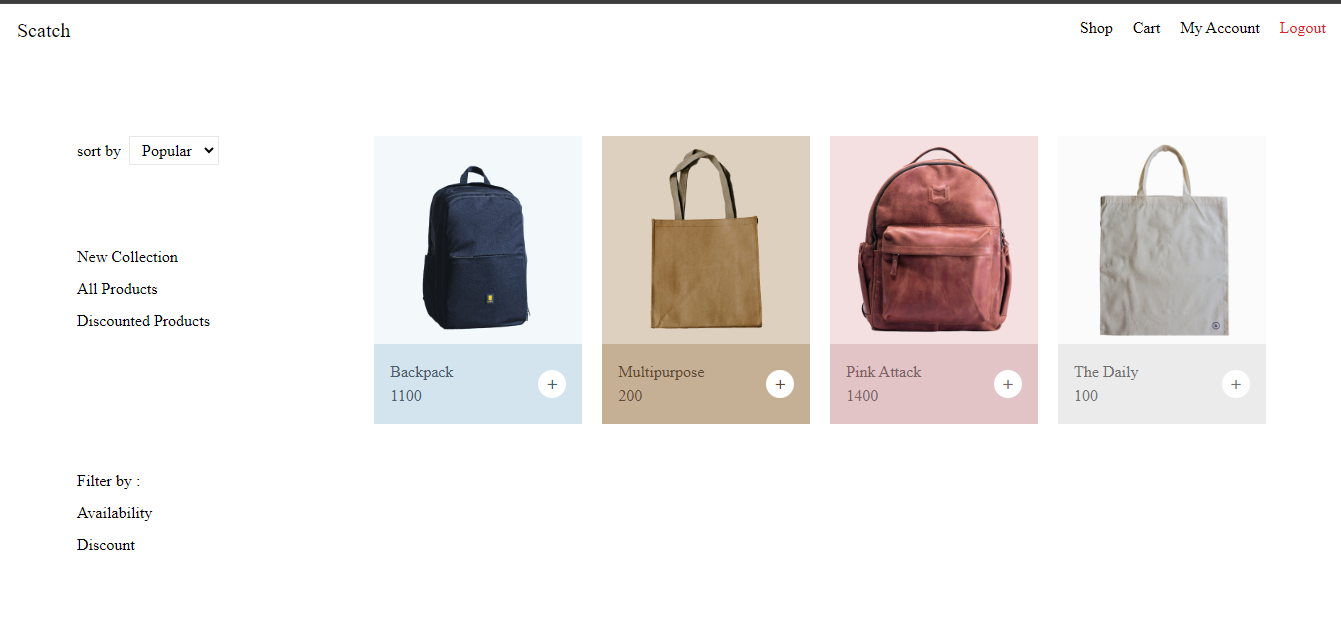 Scatch
Shop Cart My Account Logout
sort by Popular
New Collection
All Products
Discounted Products
Filter by :
Availability
Discount
Backpack
1100
+
Multipurpose
200
+
Pink Attack
1400
+
The Daily
100
+